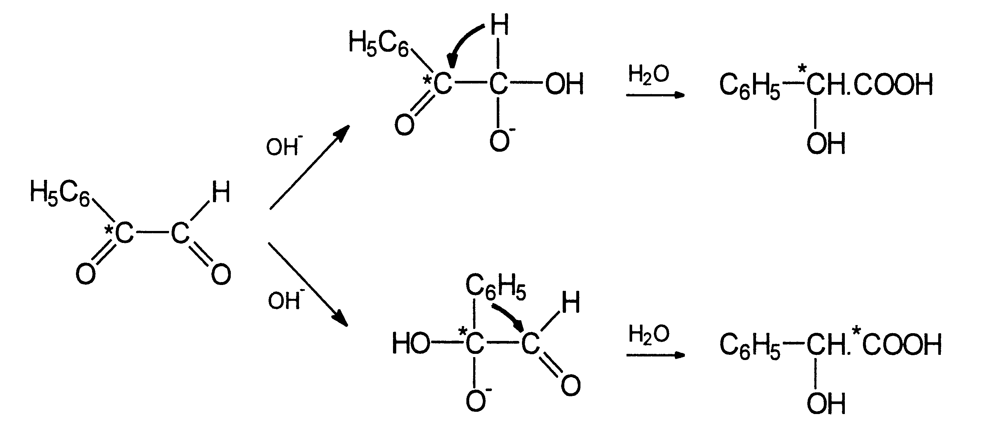 H
H5C6
*C—C—OH
O
O-
H2O
C6H5—*CH.COOH
OH
OH-
H5C6
H
*C—C
O
O
OH-
C6H5
H
HO—*C—C
O
O-
H2O
C6H5—CH.*COOH
OH